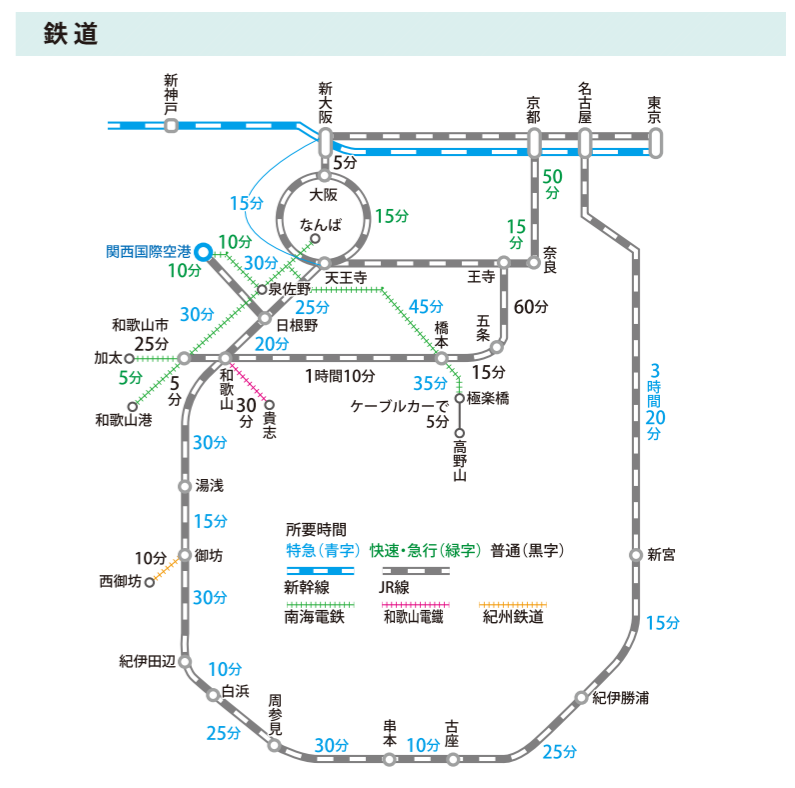 鉄道
新神戸
新大阪
京都
名古屋
東京
5分
大阪
50分
15分
15分
なんば
15分
関西国際空港
10分
10分
30分
天王寺
王寺
奈良
泉佐野
25分
45分
60分
30分
日根野
和歌山市
20分
橋本
五条
25分
加太
5分
5分
和歌山
1時間10分
15分
35分
30分
貴志
ケーブルカーで
5分
極楽橋
和歌山港
高野山
3時間20分
30分
湯浅
15分
所要時間
特急(青字) 快速・急行(緑字) 普通(黒字)
10分
御坊
西御坊
新宮
新幹線
JR線
30分
南海電鉄
和歌山電鐵
紀州鉄道
15分
紀伊田辺
10分
白浜
周参見
紀伊勝浦
25分
串本
古座
30分
10分
25分